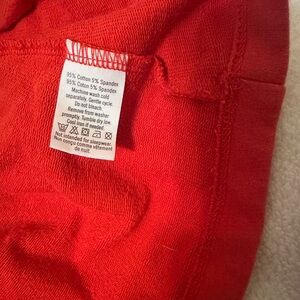 95% Cotton 5% Spandex
95% Coton 5% Spandex
Machine wash cold
separately. Gentle cycle.
Do not bleach.
Remove from washer
promptly. Tumble dry low.
Cool iron if needed.
Not intended for sleepwear.
Non conçu comme vêtement
de nuit.